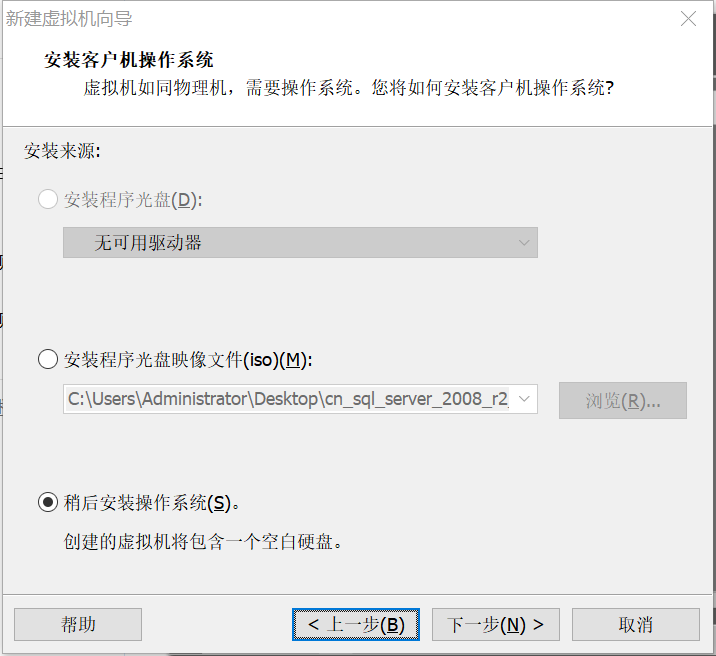 新建虚拟机向导
安装客户机操作系统
虚拟机如同物理机，需要操作系统。您将如何安装客户机操作系统?
安装来源:
安装程序光盘(D):
无可用驱动器
安装程序光盘映像文件(iso)(M):
C:\Users\Administrator\Desktop\cn_sql_server_2008_r2_
浏览(R)...
稍后安装操作系统(S)。
创建的虚拟机将包含一个空白硬盘。
帮助
< 上一步(B)
下一步(N) >
取消